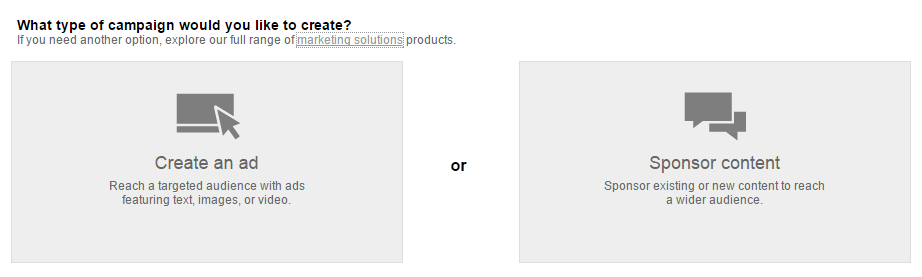 What type of campaign would you like to create?
If you need another option, explore our full range of marketing solutions products.
Create an ad
Reach a targeted audience with ads
featuring text, images, or video.
or
Sponsor content
Sponsor existing or new content to reach
a wider audience.